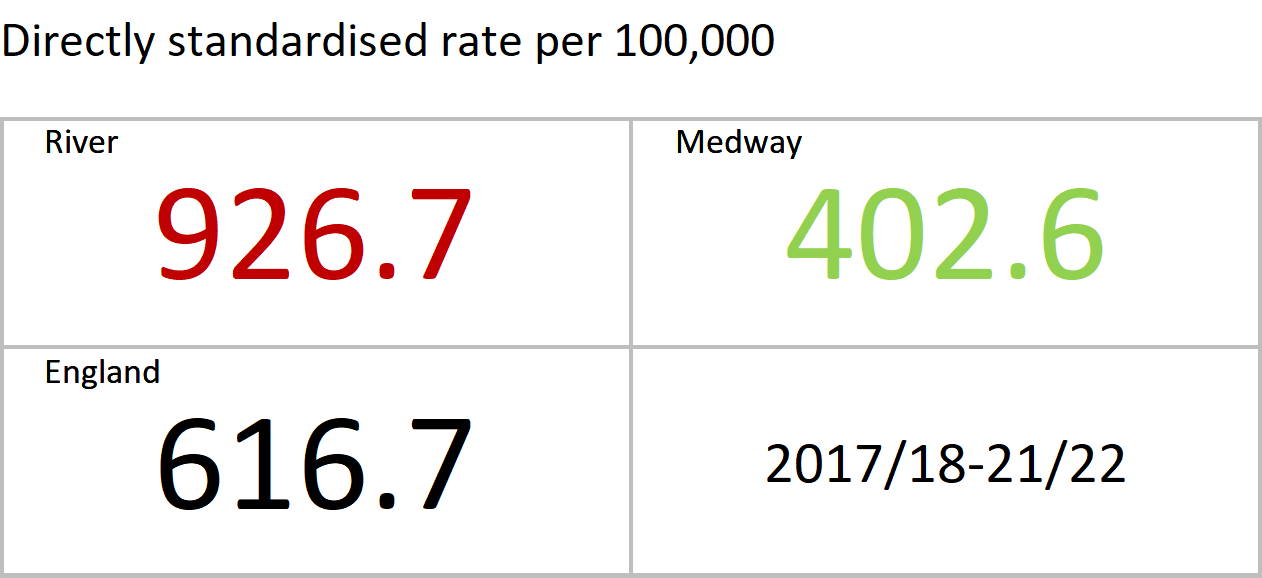 Directly standardised rate per 100,000
River
926.7
Medway
402.6
England
616.7
2017/18-21/22